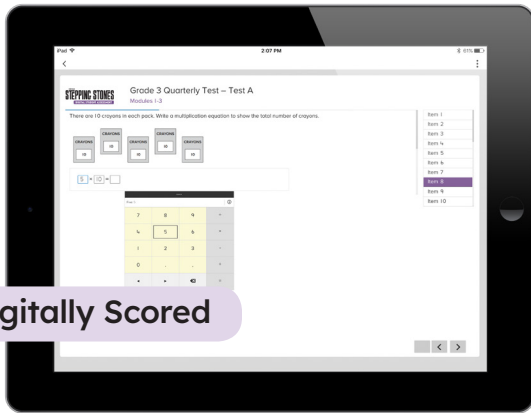 iPad
2:07 PM
61%
STEPPING STONES
Grade 3 Quarterly Test – Test A
Modules 1-3
There are 10 crayons in each pack. Write a multiplication equation to show the total number of crayons.
CRAYONS 10
CRAYONS 10
CRAYONS 10
CRAYONS 10
CRAYONS 10
5 × 10 =
7 8 9
4 5 6
1 2 3
0 . ,
Item 1
Item 2
Item 3
Item 4
Item 5
Item 6
Item 7
Item 8
Item 9
Item 10
gitally Scored